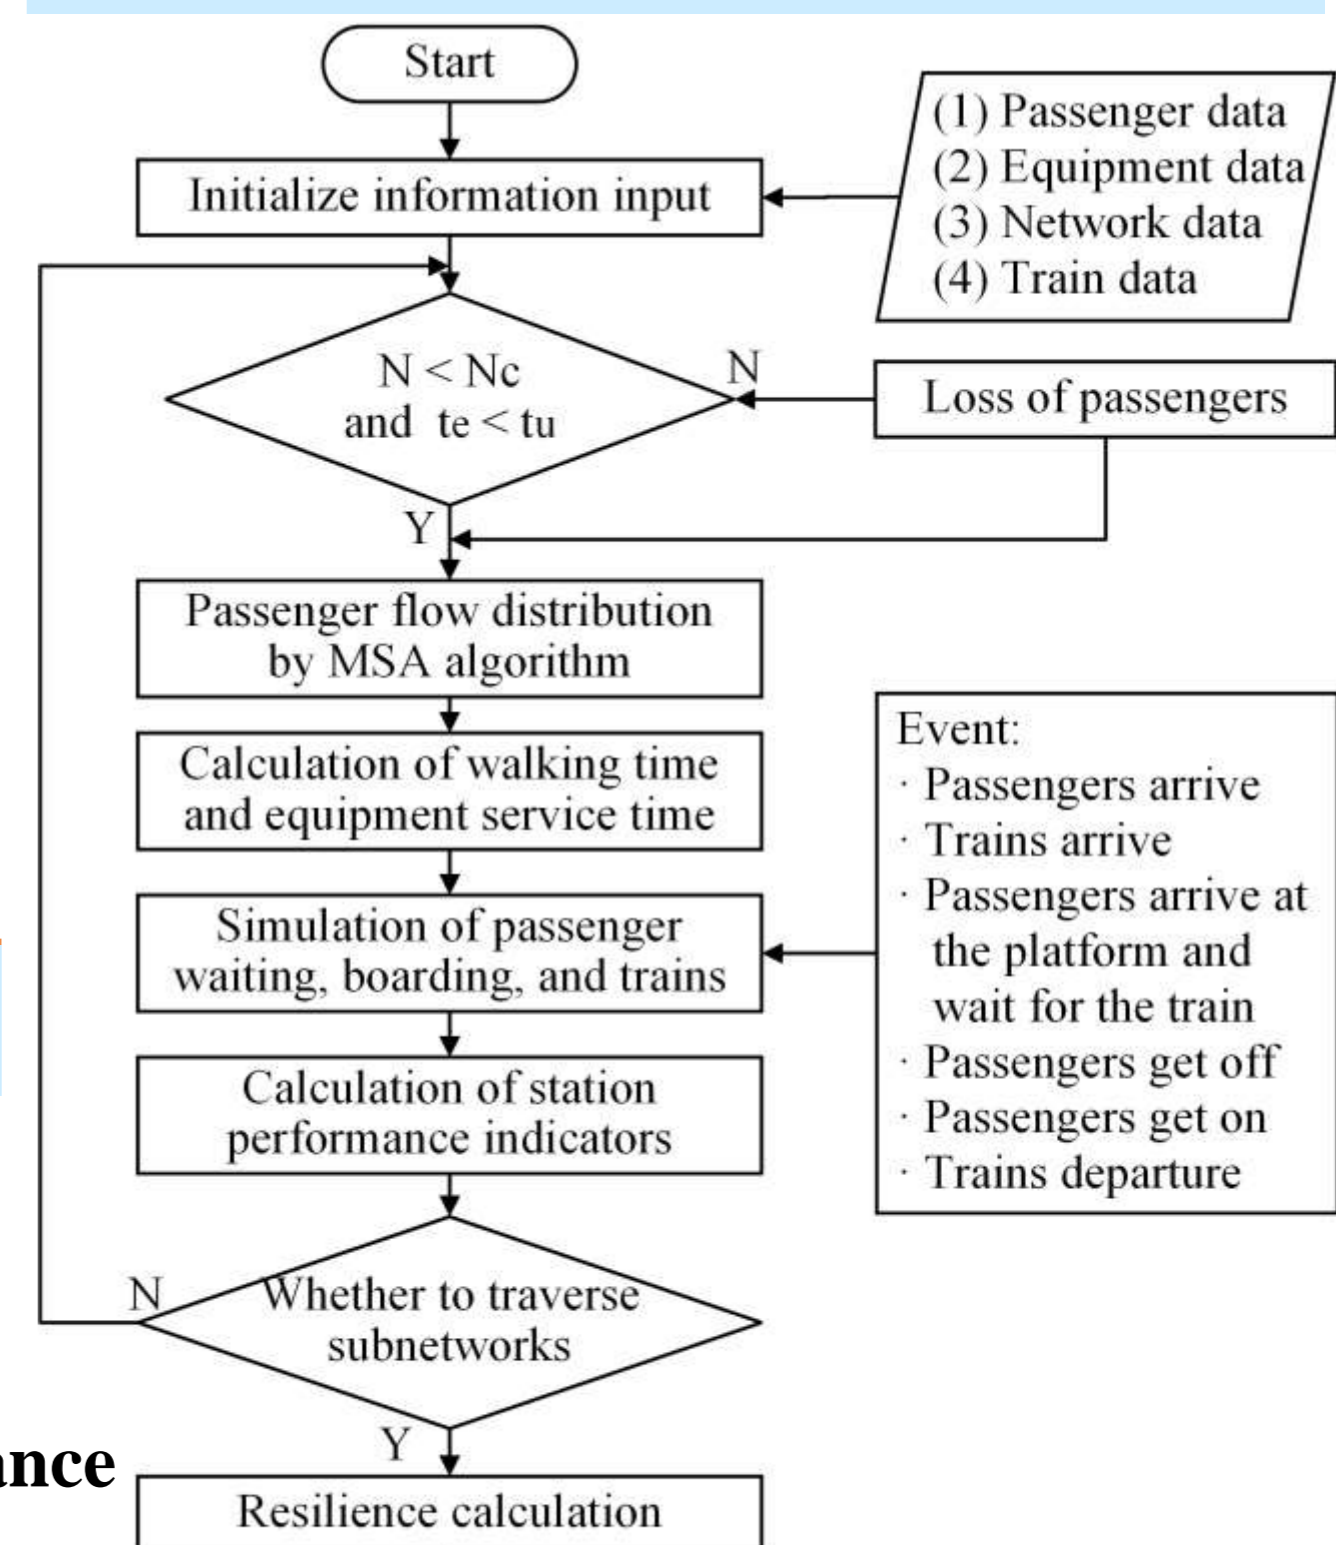 Start
Initialize information input
(1) Passenger data
(2) Equipment data
(3) Network data
(4) Train data
N < Nc
and te < tu
N
Loss of passengers
Y
Passenger flow distribution
by MSA algorithm
Calculation of walking time
and equipment service time
Simulation of passenger
waiting, boarding, and trains
Event:
· Passengers arrive
· Trains arrive
· Passengers arrive at
the platform and
wait for the train
· Passengers get off
· Passengers get on
· Trains departure
Calculation of station
performance indicators
N
Whether to traverse
subnetworks
Y
ance
Resilience calculation